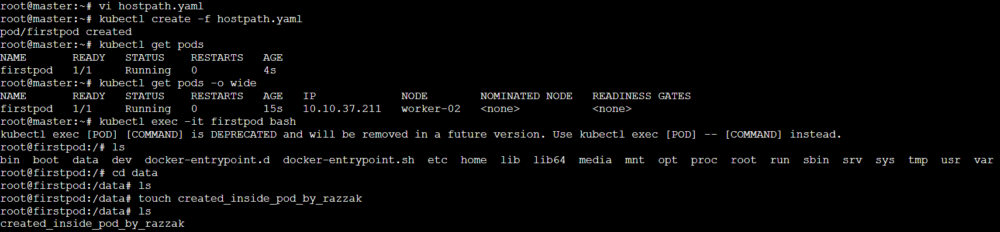 root@master:~# vi hostpath.yaml
root@master:~# kubectl create -f hostpath.yaml
pod/firstpod created
root@master:~# kubectl get pods
NAME       READY   STATUS    RESTARTS   AGE
firstpod   1/1     Running   0          4s
root@master:~# kubectl get pods -o wide
NAME       READY   STATUS    RESTARTS   AGE   IP             NODE        NOMINATED NODE   READINESS GATES
firstpod   1/1     Running   0          15s   10.10.37.211   worker-02   <none>           <none>
root@master:~# kubectl exec -it firstpod bash
kubectl exec [POD] [COMMAND] is DEPRECATED and will be removed in a future version. Use kubectl exec [POD] -- [COMMAND] instead.
root@firstpod:/# ls
bin  boot  data  dev  docker-entrypoint.d  docker-entrypoint.sh  etc  home  lib  lib64  media  mnt  opt  proc  root  run  sbin  srv  sys  tmp  usr  var
root@firstpod:/# cd data
root@firstpod:/data# ls
root@firstpod:/data# touch created_inside_pod_by_razzak
root@firstpod:/data# ls
created_inside_pod_by_razzak